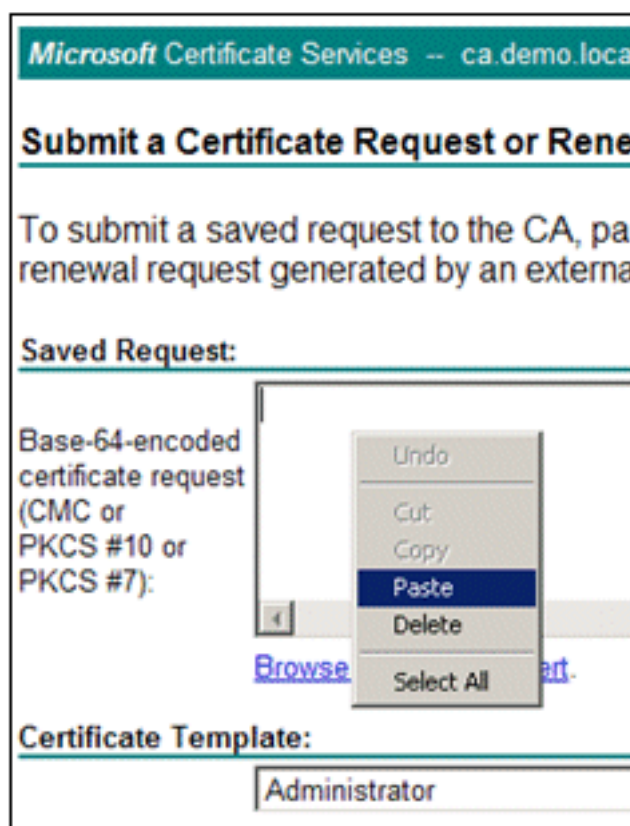 Microsoft Certificate Services -- ca.demo.loca
Submit a Certificate Request or Rene
To submit a saved request to the CA, pa
renewal request generated by an externa
Saved Request:
Base-64-encoded
certificate request
(CMC or
PKCS #10 or
PKCS #7):
Undo
Cut
Copy
Paste
Delete
Select All
Browse ert.
Certificate Template:
Administrator